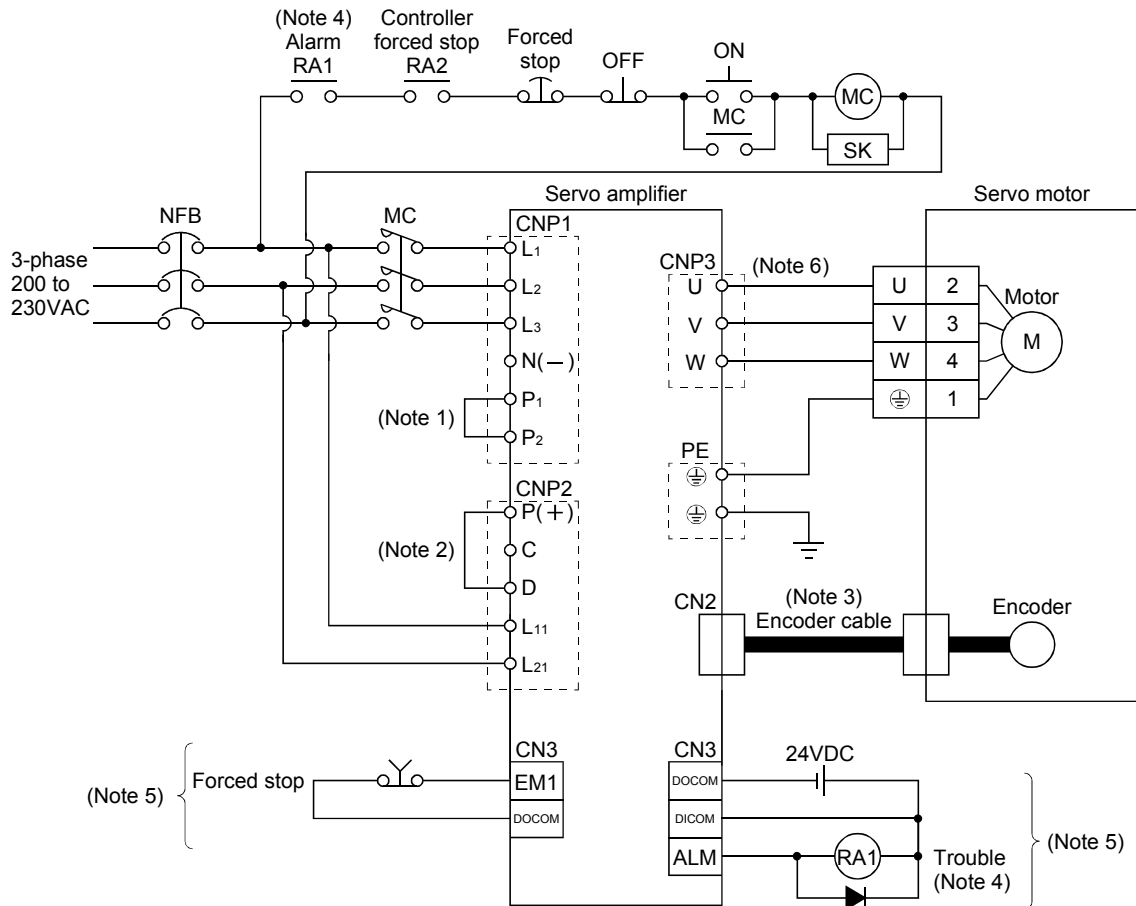 (Note 4)
Alarm
RA1
Controller
forced stop
RA2
Forced
stop
OFF
ON
MC
MC
SK
Servo amplifier
Servo motor
NFB
MC
3-phase
200 to
230VAC
CNP1
L1
L2
L3
N(—)
P1
P2
(Note 1)
CNP2
P(+)
C
D
L11
L21
(Note 2)
CNP3
U
V
W
(Note 6)
U 2
V 3
W 4
1
Motor
M
PE
CN2
(Note 3)
Encoder cable
Encoder
(Note 5)
Forced stop
CN3
EM1
DOCOM
CN3
DOCOM
DICOM
ALM
24VDC
RA1
Trouble
(Note 4)
(Note 5)